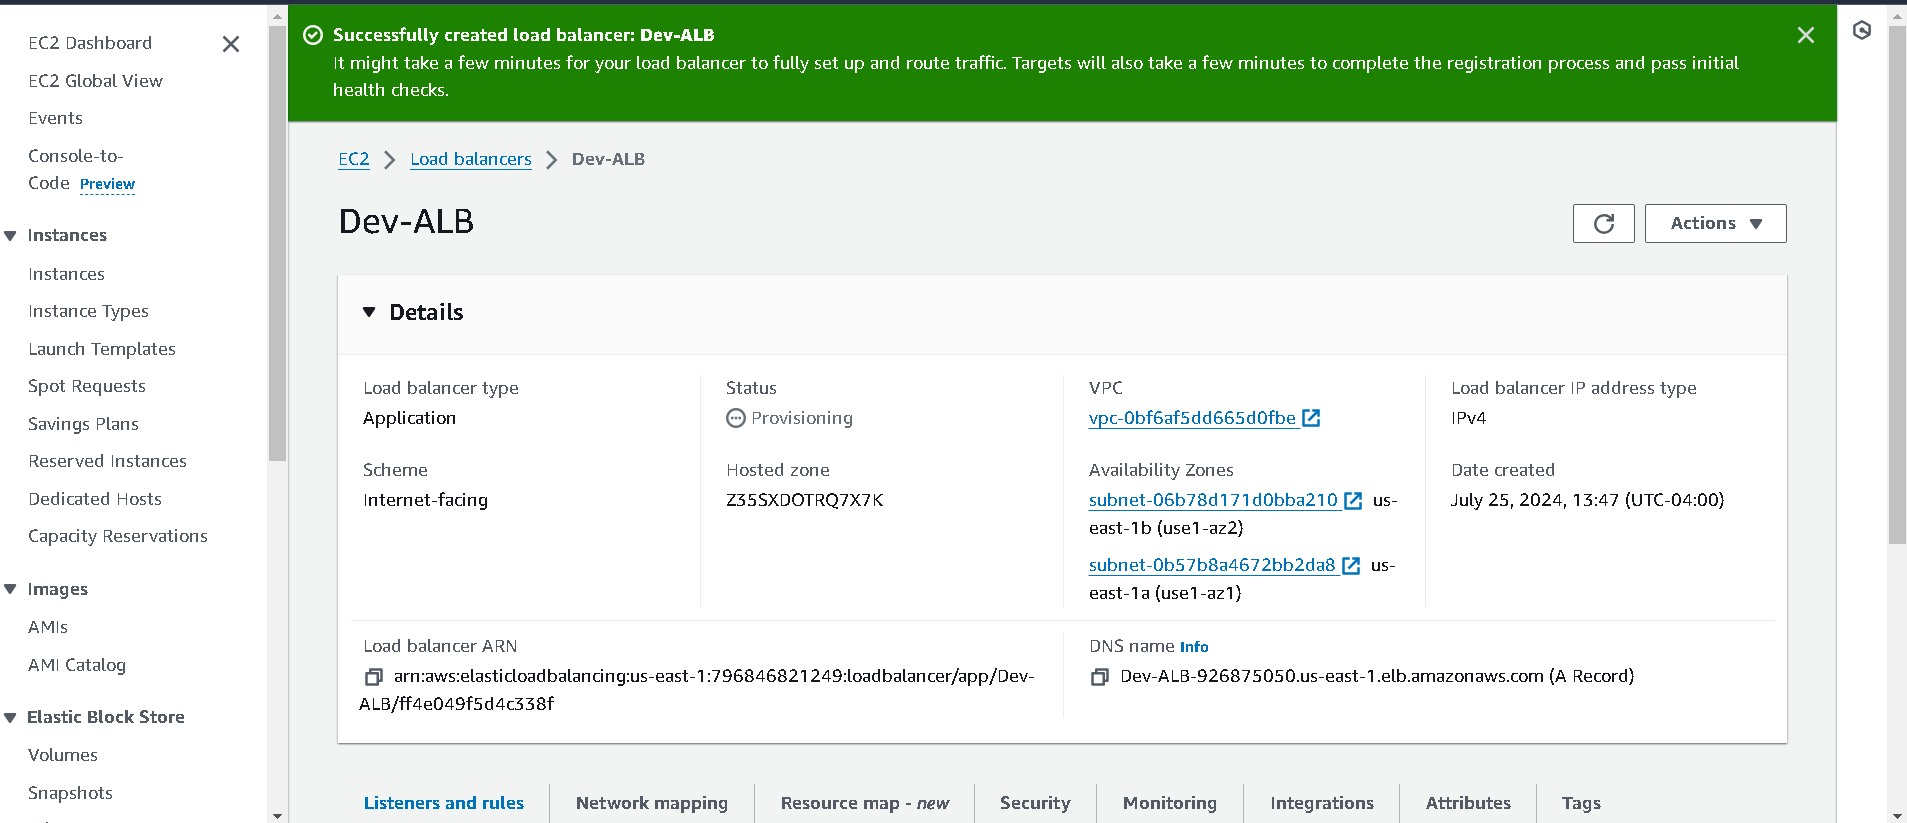 EC2 Dashboard
EC2 Global View
Events
Console-to-
Code Preview
Instances
Instances
Instance Types
Launch Templates
Spot Requests
Savings Plans
Reserved Instances
Dedicated Hosts
Capacity Reservations
Images
AMIs
AMI Catalog
Elastic Block Store
Volumes
Snapshots
Successfully created load balancer: Dev-ALB
It might take a few minutes for your load balancer to fully set up and route traffic. Targets will also take a few minutes to complete the registration process and pass initial
health checks.
EC2 > Load balancers > Dev-ALB
Dev-ALB
Actions
Details
Load balancer type
Application
Status
Provisioning
VPC
vpc-0bf6af5dd665d0fbe
Load balancer IP address type
IPv4
Scheme
Internet-facing
Hosted zone
Z35SXDOTRQ7X7K
Availability Zones
subnet-06b78d171d0bba210 us-
east-1b (use1-az2)
subnet-0b57b8a4672bb2da8 us-
east-1a (use1-az1)
Date created
July 25, 2024, 13:47 (UTC-04:00)
Load balancer ARN
arn:aws:elasticloadbalancing:us-east-1:796846821249:loadbalancer/app/Dev-
ALB/ff4e049f5d4c338f
DNS name Info
Dev-ALB-926875050.us-east-1.elb.amazonaws.com (A Record)
Listeners and rules
Network mapping
Resource map - new
Security
Monitoring
Integrations
Attributes
Tags